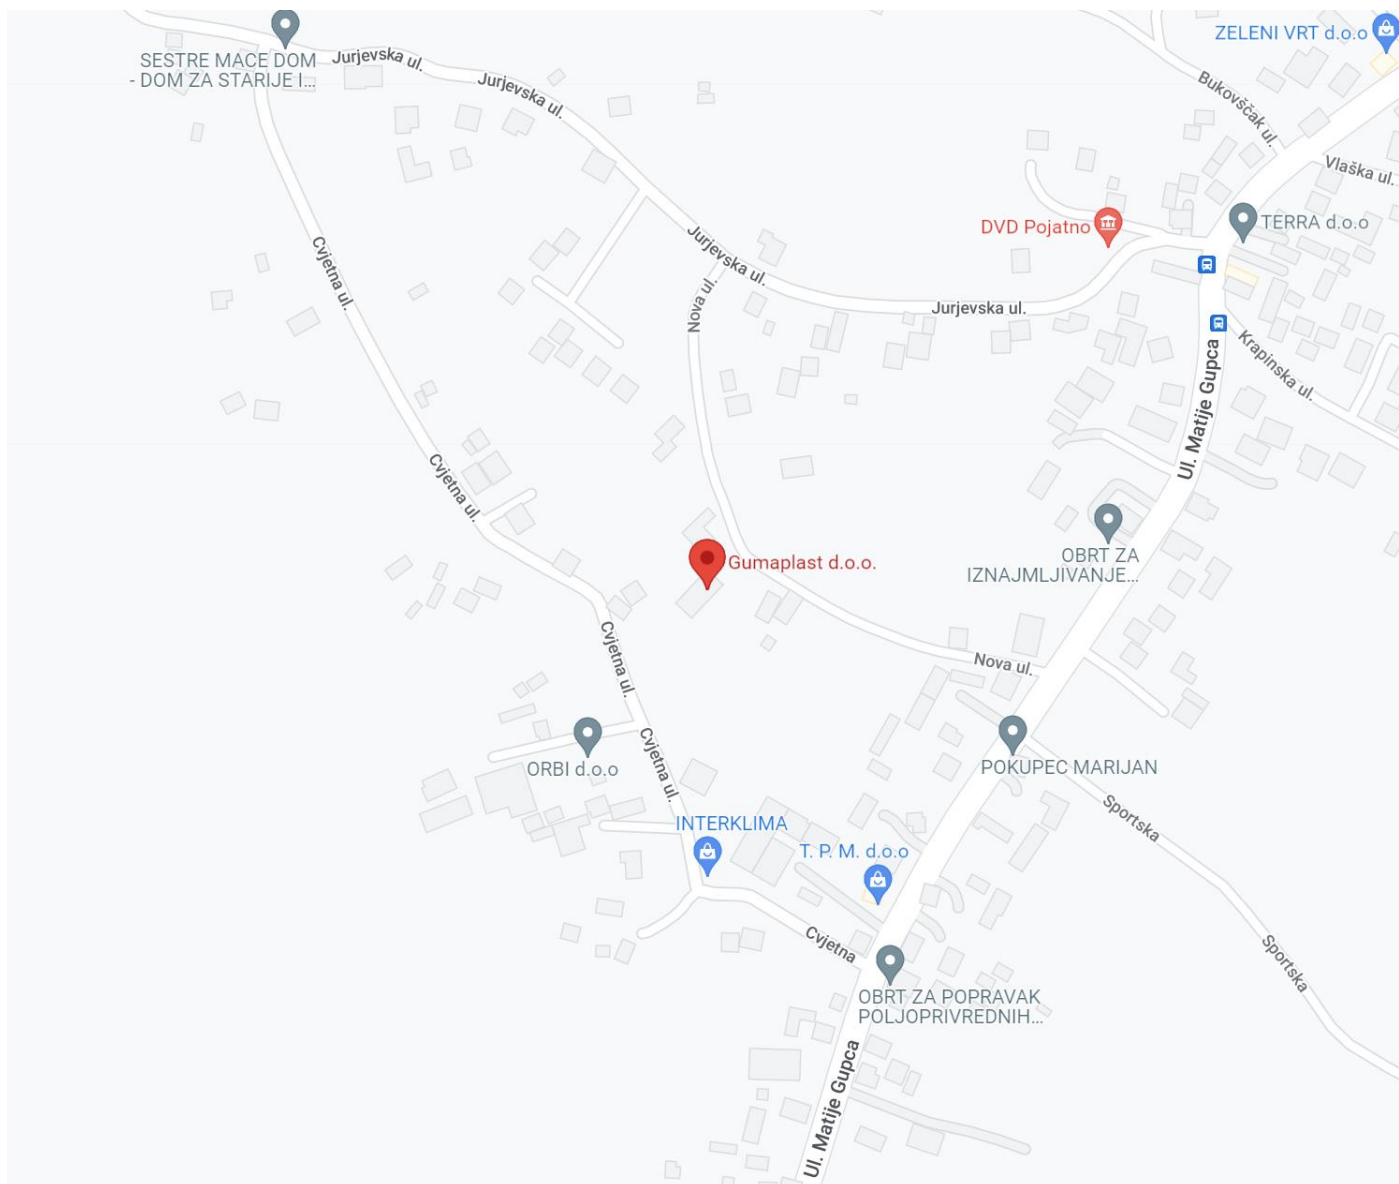 ZELENI VRT d.o.o
SESTRE MACE DOM
- DOM ZA STARIJE I...
Jurjevska ul.
Jurjevska ul.
Bukovščak ul.
Vlaška ul.
DVD Pojatno
TERRA d.o.o
Cvjetna ul.
Jurjevska ul.
Nova ul.
Jurjevska ul.
Krapinska ul.
Ul. Matije Gupca
Cvjetna ul.
Gumaplast d.o.o.
OBRT ZA
IZNAJMLJIVANJE...
Cvjetna ul.
Nova ul.
ORBI d.o.o
Cvjetna ul.
POKUPEC MARIJAN
Sportska
INTERKLIMA
T. P. M. d.o.o
Cvjetna
Sportska
OBRT ZA POPRAVAK
POLJOPRIVREDNIH...
Ul. Matije Gupca